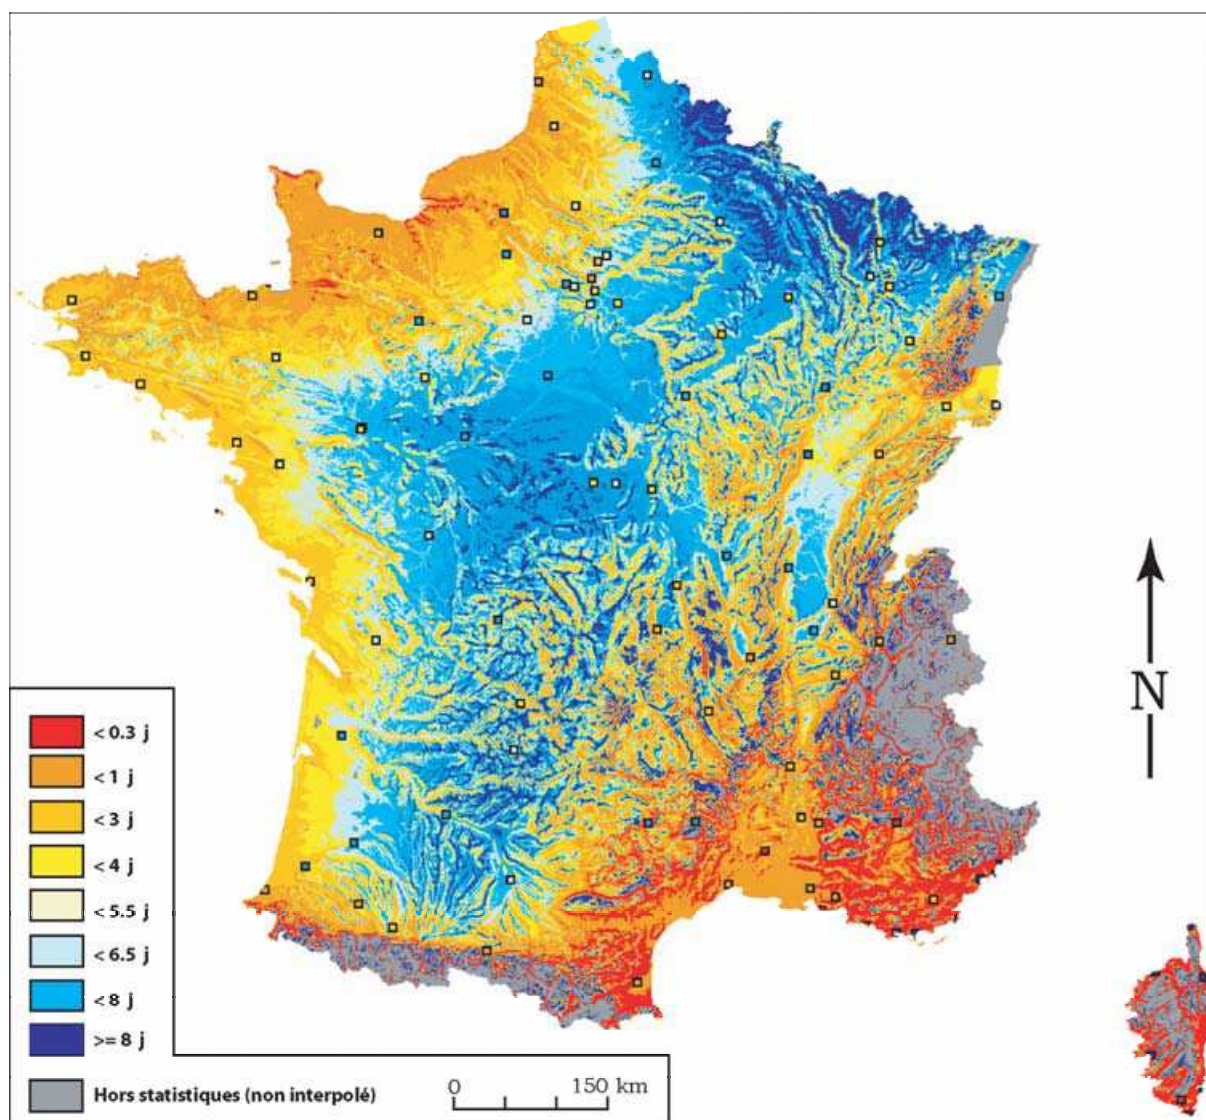 N
< 0.3 j
< 1 j
< 3 j
< 4 j
< 5.5 j
< 6.5 j
< 8 j
>= 8 j
Hors statistiques (non interpolé)
0 150 km